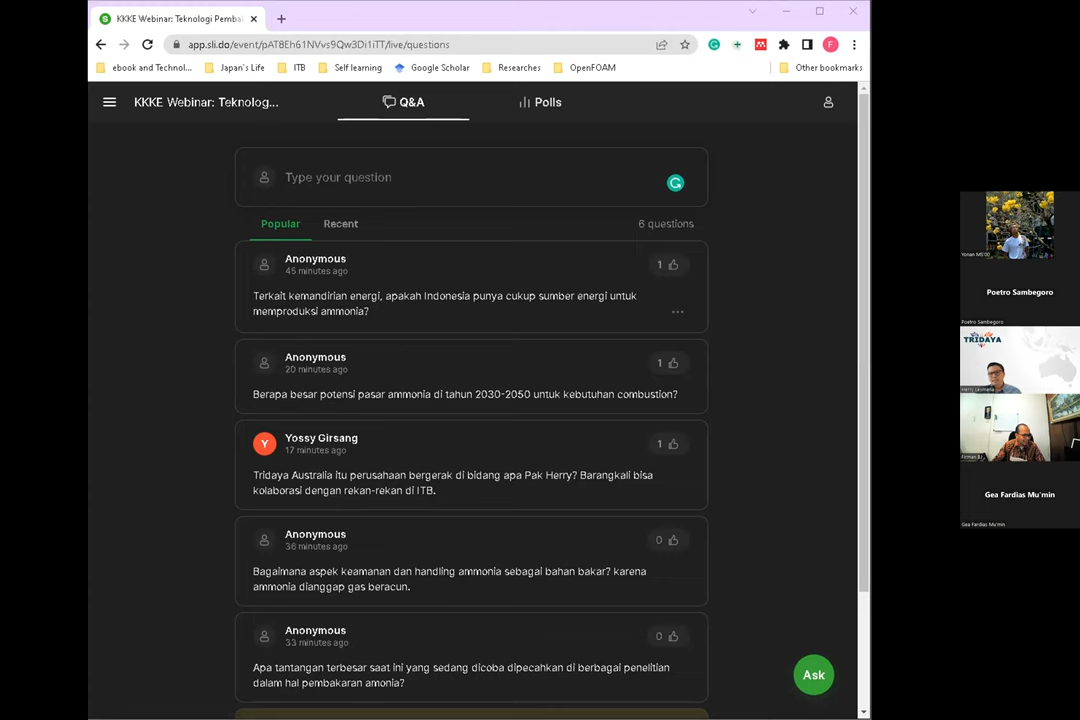 KKKE Webinar: Teknologi Pembai
app.sli.do/event/pAT8Eh61NVvs9Qw3Di1iTT/live/questions
F
ebook and Technol...
Japan's Life
ITB
Self learning
Google Scholar
Researches
OpenFOAM
Other bookmarks
KKKE Webinar: Teknolog...
Q&A
Polls
Type your question
Popular
Recent
6 questions
Anonymous
45 minutes ago
1
Terkait kemandirian energi, apakah Indonesia punya cukup sumber energi untuk
memproduksi ammonia?
Anonymous
20 minutes ago
1
Berapa besar potensi pasar ammonia di tahun 2030-2050 untuk kebutuhan combustion?
Y
Yossy Girsang
17 minutes ago
1
Tridaya Australia itu perusahaan bergerak di bidang apa Pak Herry? Barangkali bisa
kolaborasi dengan rekan-rekan di ITB.
Anonymous
36 minutes ago
0
Bagaimana aspek keamanan dan handling ammonia sebagai bahan bakar? karena
ammonia dianggap gas beracun.
Anonymous
33 minutes ago
0
Apa tantangan terbesar saat ini yang sedang dicoba dipecahkan di berbagai penelitian
dalam hal pembakaran amonia?
Ask
Poetro Sambegoro
Poetro Sambegoro
TRIDAYA
Gea Fardias Mu'min
Gea Fardias Mu'min